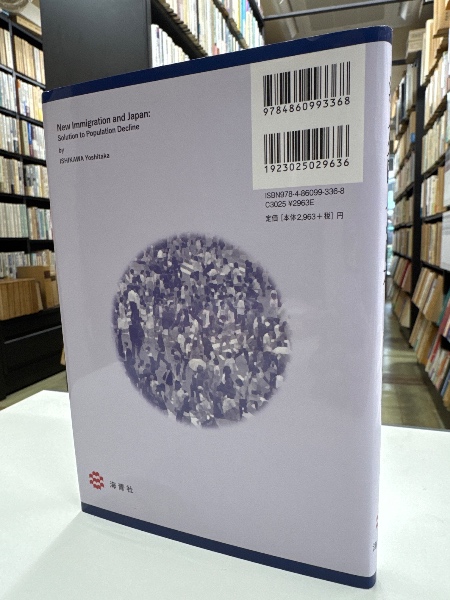 New Immigration and Japan:
Solution to Population Decline
by
ISHIKAWA Yoshitaka
9784860993368
1923025029636
ISBN978-4-86099-336-8
C3025 ¥2963E
定価［本体2,963＋税］円
海青社